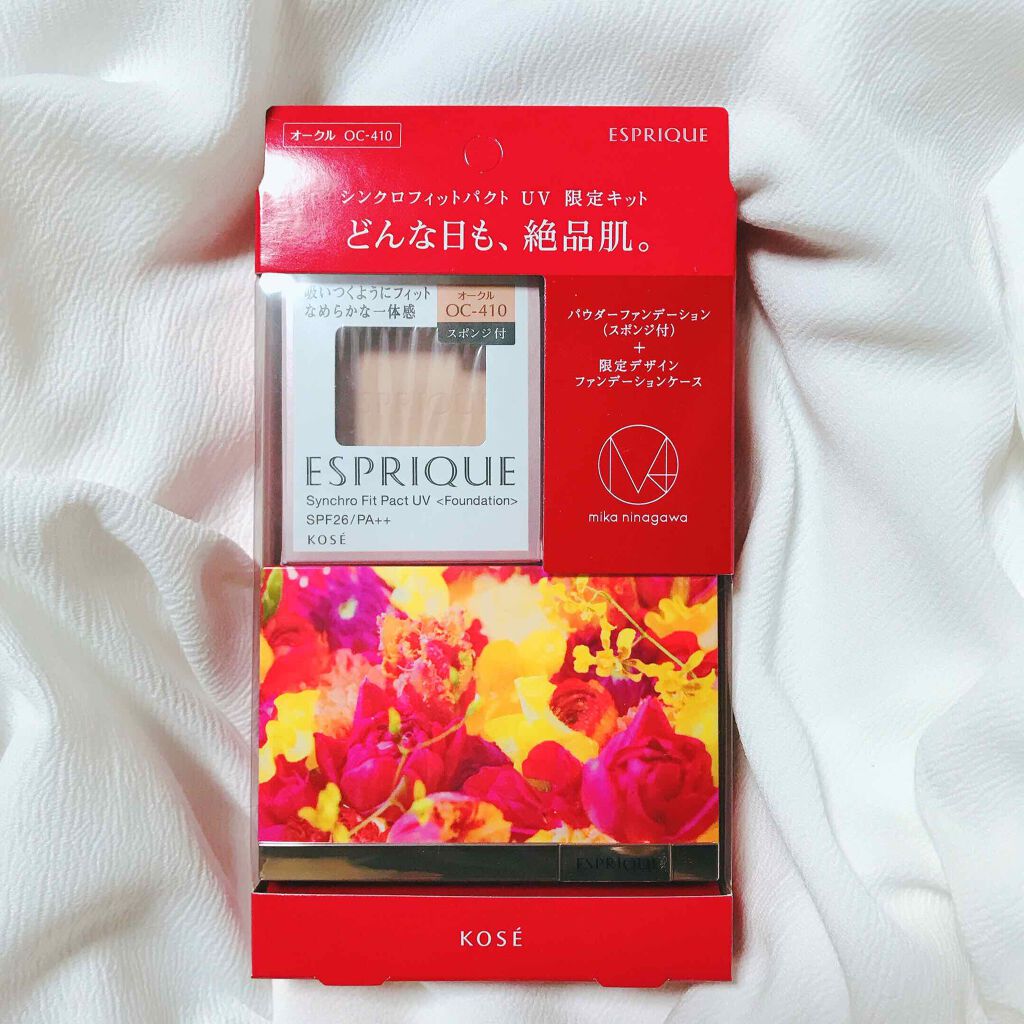 オークル OC-410
ESPRIQUE
シンクロフィットパクト UV 限定キット
どんな日も、絶品肌。
吸いつくようにフィット
なめらかな一体感
オークル
OC-410
スポンジ付
ESPRIQUE
ESPRIQUE
Synchro Fit Pact UV <Foundation>
SPF26/PA++
KOSÉ
パウダーファンデーション
(スポンジ付)
+
限定デザイン
ファンデーションケース
mika ninagawa
ESPRIQUE
KOSÉ